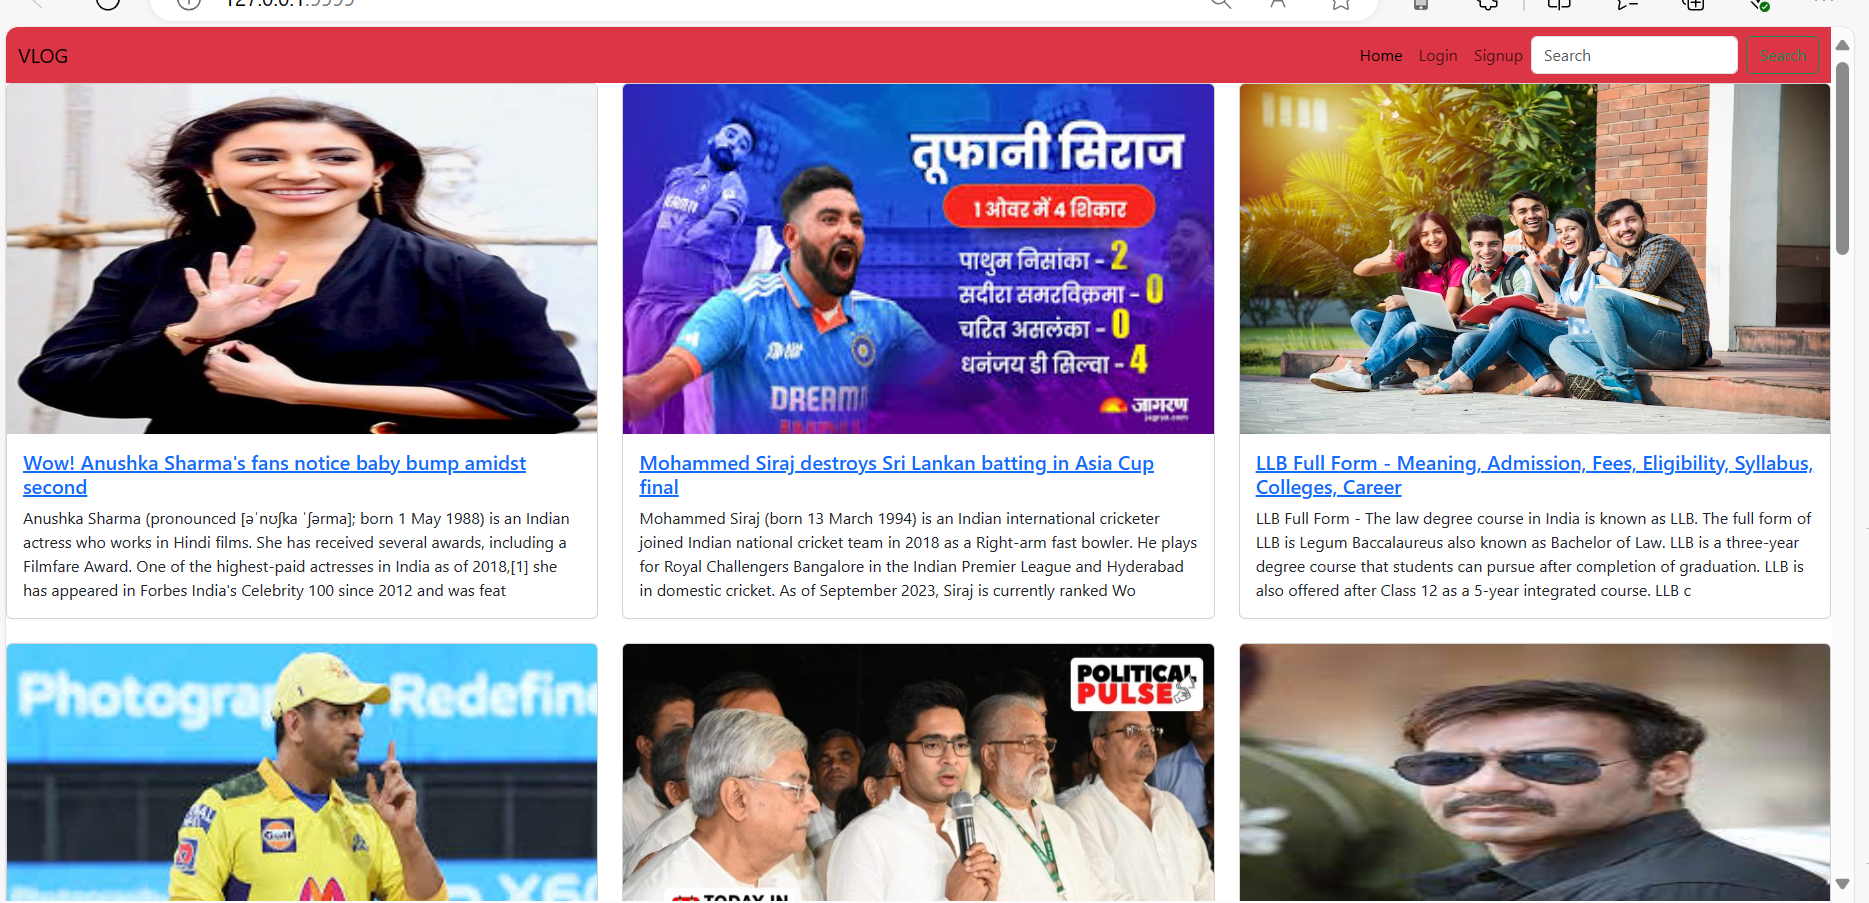 VLOG
Home Login Signup Search Search
तूफानी सिराज
1 ओवर में 4 शिकार
पाथुम निसांका - 2
सदीरा समरविक्रमा - 0
चरित असलंका - 0
धनंजय डी सिल्वा - 4
DREAM11
DREAM
जागरण
jagran.com
Wow! Anushka Sharma's fans notice baby bump amidst
second
Anushka Sharma (pronounced [əˈnʊʃka ˈʃərma]; born 1 May 1988) is an Indian
actress who works in Hindi films. She has received several awards, including a
Filmfare Award. One of the highest-paid actresses in India as of 2018,[1] she
has appeared in Forbes India's Celebrity 100 since 2012 and was feat
Mohammed Siraj destroys Sri Lankan batting in Asia Cup
final
Mohammed Siraj (born 13 March 1994) is an Indian international cricketer
joined Indian national cricket team in 2018 as a Right-arm fast bowler. He plays
for Royal Challengers Bangalore in the Indian Premier League and Hyderabad
in domestic cricket. As of September 2023, Siraj is currently ranked Wo
LLB Full Form - Meaning, Admission, Fees, Eligibility, Syllabus,
Colleges, Career
LLB Full Form - The law degree course in India is known as LLB. The full form of
LLB is Legum Baccalaureus also known as Bachelor of Law. LLB is a three-year
degree course that students can pursue after completion of graduation. LLB is
also offered after Class 12 as a 5-year integrated course. LLB c
Photogra Redefin
Gulf
POLITICAL
PULSE
TODAY IN